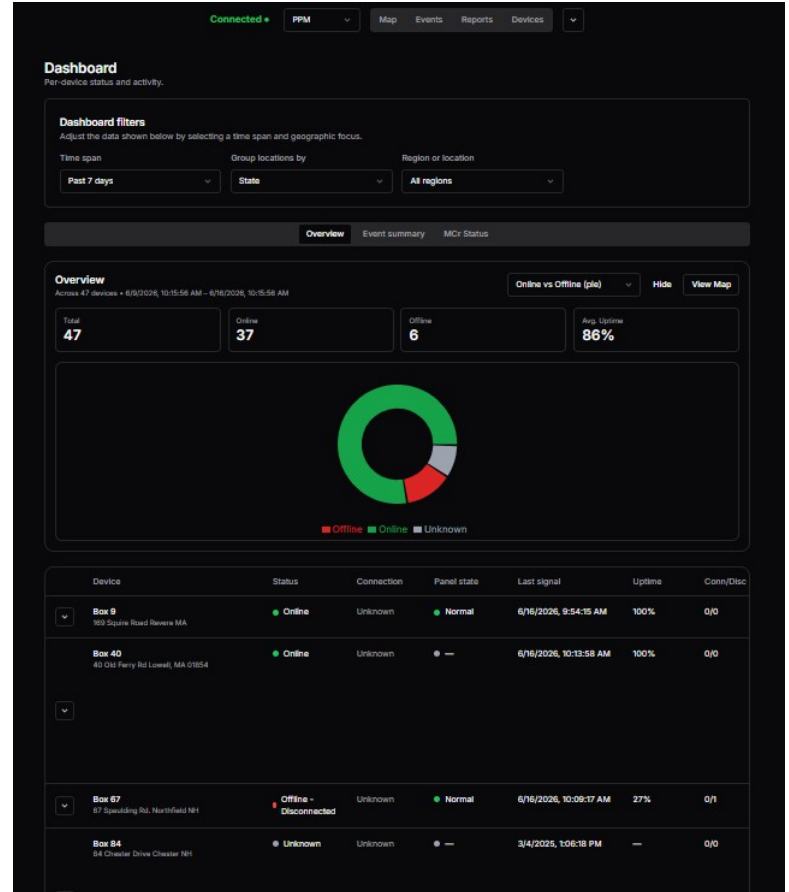 Connected PPM Map Events Reports Devices
Dashboard
Per-device status and activity.
Dashboard filters
Adjust the data shown below by selecting a time span and geographic focus.
Time span Group locations by Region or location
Past 7 days State All regions
Overview Event summary MCr Status
Overview
Across 47 devices • 6/9/2026, 10:15:56 AM – 6/16/2026, 10:15:56 AM
Online vs Offline (pie) Hide View Map
Total Online Offline Avg. Uptime
47 37 6 86%
Offline Online Unknown
Device Status Connection Panel state Last signal Uptime Conn/Disc
Box 9 Online Unknown Normal 6/16/2026, 9:54:15 AM 100% 0/0
169 Squire Road Revere MA
Box 40 Online Unknown — 6/16/2026, 10:13:58 AM 100% 0/0
40 Old Ferry Rd Lowell, MA 01854
Box 67 Offline - Disconnected Unknown Normal 6/16/2026, 10:09:17 AM 27% 0/1
67 Spaulding Rd. Northfield NH
Box 84 Unknown Unknown — 3/4/2025, 1:06:18 PM — 0/0
84 Chester Drive Chester NH